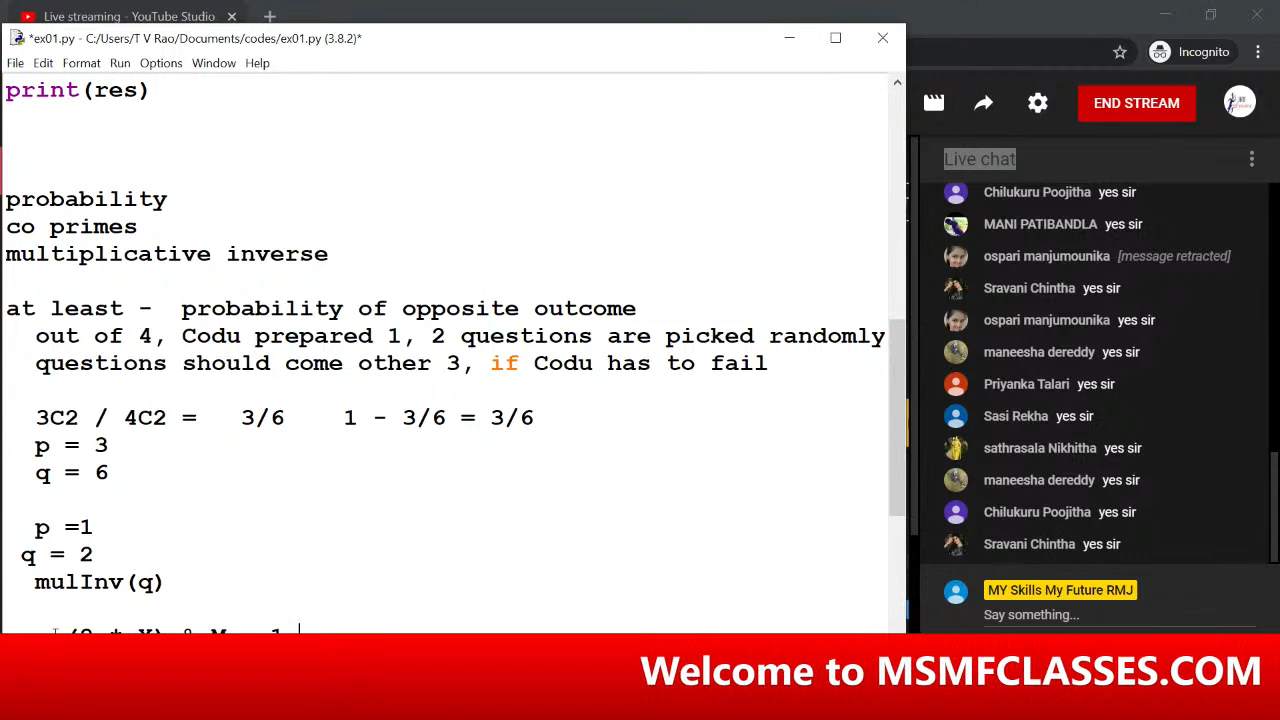 Live streaming - YouTube Studio
*ex01.py - C:/Users/T V Rao/Documents/codes/ex01.py (3.8.2)*
Incognito
File Edit Format Run Options Window Help
print(res)
END STREAM
Live chat
probability
co primes
multiplicative inverse
at least - probability of opposite outcome
out of 4, Codu prepared 1, 2 questions are picked randomly
questions should come other 3, if Codu has to fail
3C2 / 4C2 = 3/6 1 - 3/6 = 3/6
p = 3
q = 6
p =1
q = 2
mulInv(q)
Chilukuru Poojitha yes sir
MANI PATIBANDLA yes sir
ospari manjumounika [message retracted]
Sravani Chintha yes sir
ospari manjumounika yes sir
maneesha dereddy yes sir
Priyanka Talari yes sir
Sasi Rekha yes sir
sathrasala Nikhitha yes sir
maneesha dereddy yes sir
Chilukuru Poojitha yes sir
Sravani Chintha yes sir
MY Skills My Future RMJ
Say something...
Welcome to MSMFCLASSES.COM